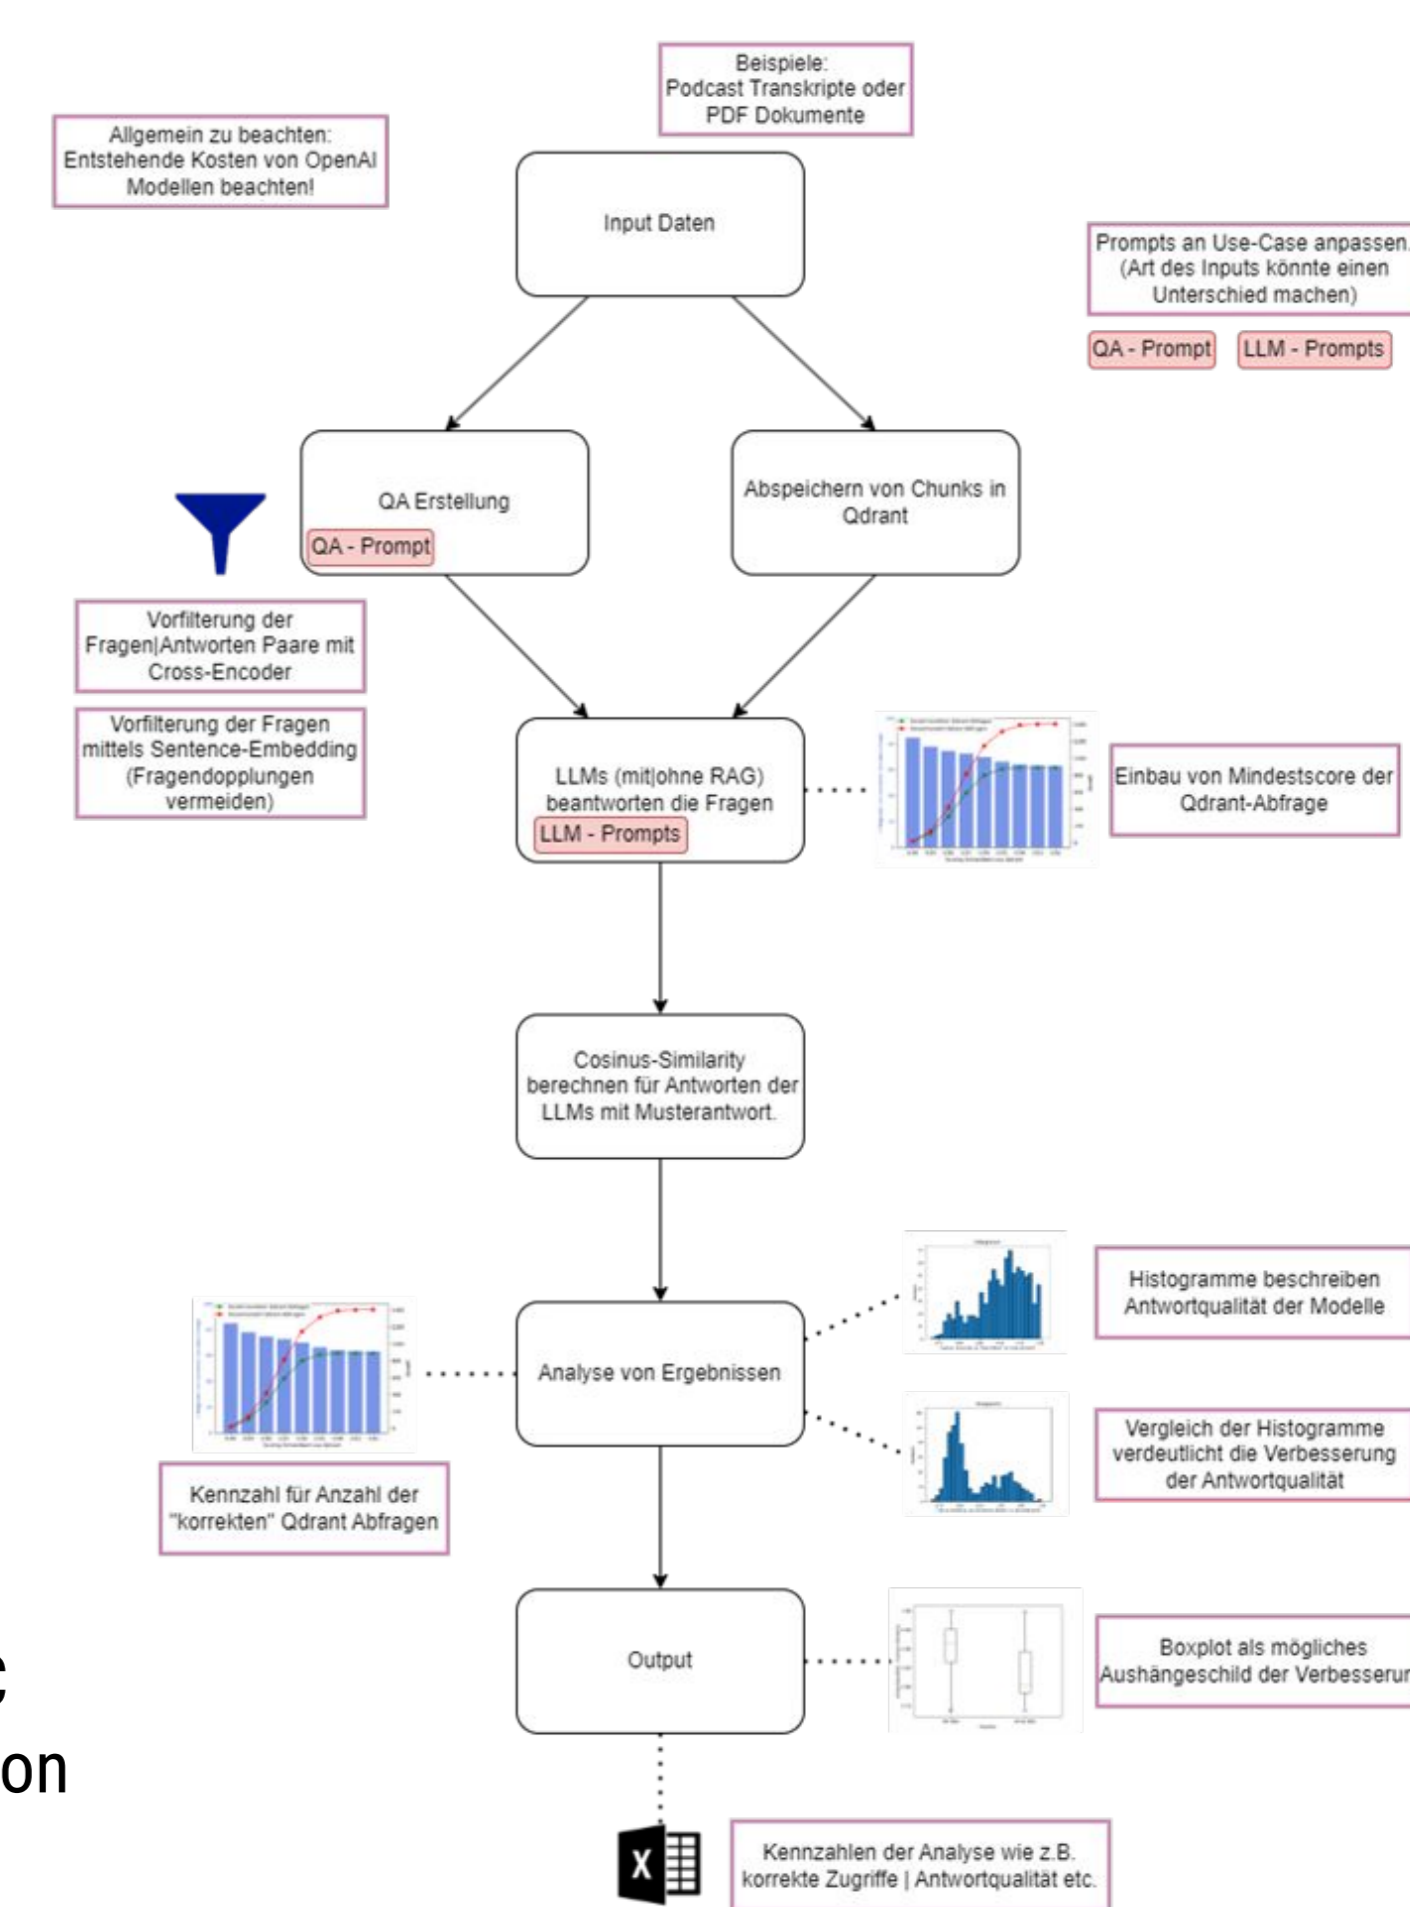 Beispiele:
Podcast Transkripte oder
PDF Dokumente
Allgemein zu beachten:
Entstehende Kosten von OpenAI
Modellen beachten!
Input Daten
Prompts an Use-Case anpassen.
(Art des Inputs könnte einen
Unterschied machen)
QA - Prompt
LLM - Prompts
QA Erstellung
QA - Prompt
Abspeichern von Chunks in
Qdrant
Vorfilterung der
Fragen|Antworten Paare mit
Cross-Encoder
Vorfilterung der Fragen
mittels Sentence-Embedding
(Fragendopplungen
vermeiden)
LLMs (mit|ohne RAG)
beantworten die Fragen
LLM - Prompts
Einbau von Mindestscore der
Qdrant-Abfrage
Cosinus-Similarity
berechnen für Antworten der
LLMs mit Musterantwort.
Histogramme beschreiben
Antwortqualität der Modelle
Analyse von Ergebnissen
Vergleich der Histogramme
verdeutlicht die Verbesserung
der Antwortqualität
Kennzahl für Anzahl der
"korrekten" Qdrant Abfragen
Output
Boxplot als mögliches
Aushängeschild der Verbesserun
on
X
Kennzahlen der Analyse wie z.B.
korrekte Zugriffe | Antwortqualität etc.